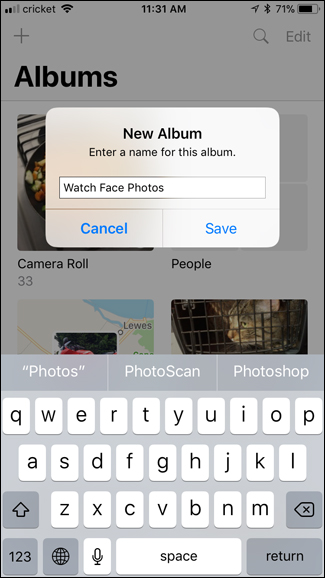 cricket 11:31 AM 71%
Edit
Albums
New Album
Enter a name for this album.
Watch Face Photos
Cancel Save
Camera Roll People
33
Lewes
“Photos” PhotoScan Photoshop
q w e r t y u i o p
a s d f g h j k l
z x c v b n m
123 space return